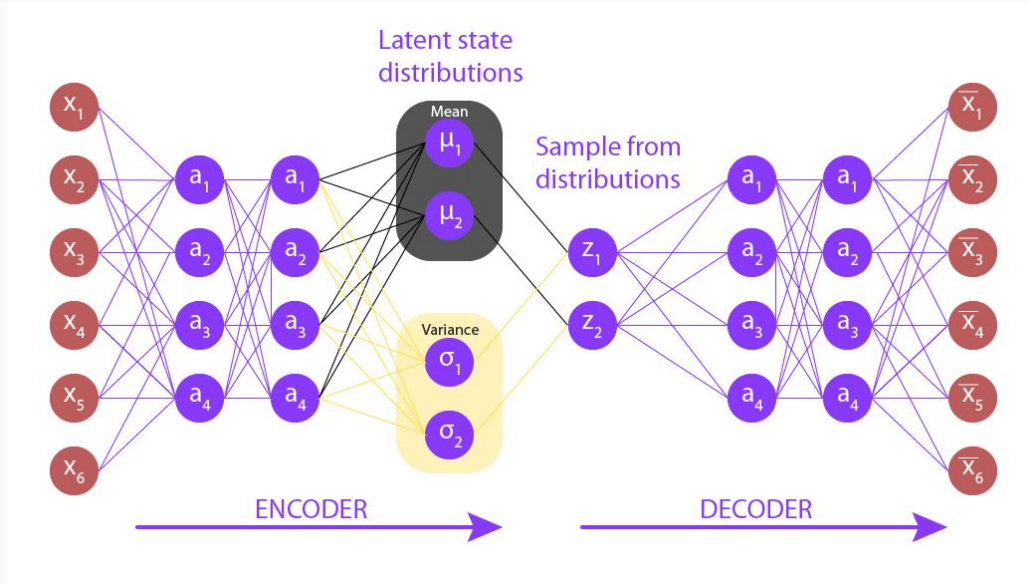 Latent state
distributions
Mean
μ₁
μ₂
Variance
σ₁
σ₂
Sample from
distributions
x₁
x₂
x₃
x₄
x₅
x₆
a₁
a₂
a₃
a₄
a₁
a₂
a₃
a₄
z₁
z₂
a₁
a₂
a₃
a₄
a₁
a₂
a₃
a₄
x̅₁
x̅₂
x̅₃
x̅₄
x̅₅
x̅₆
ENCODER
DECODER